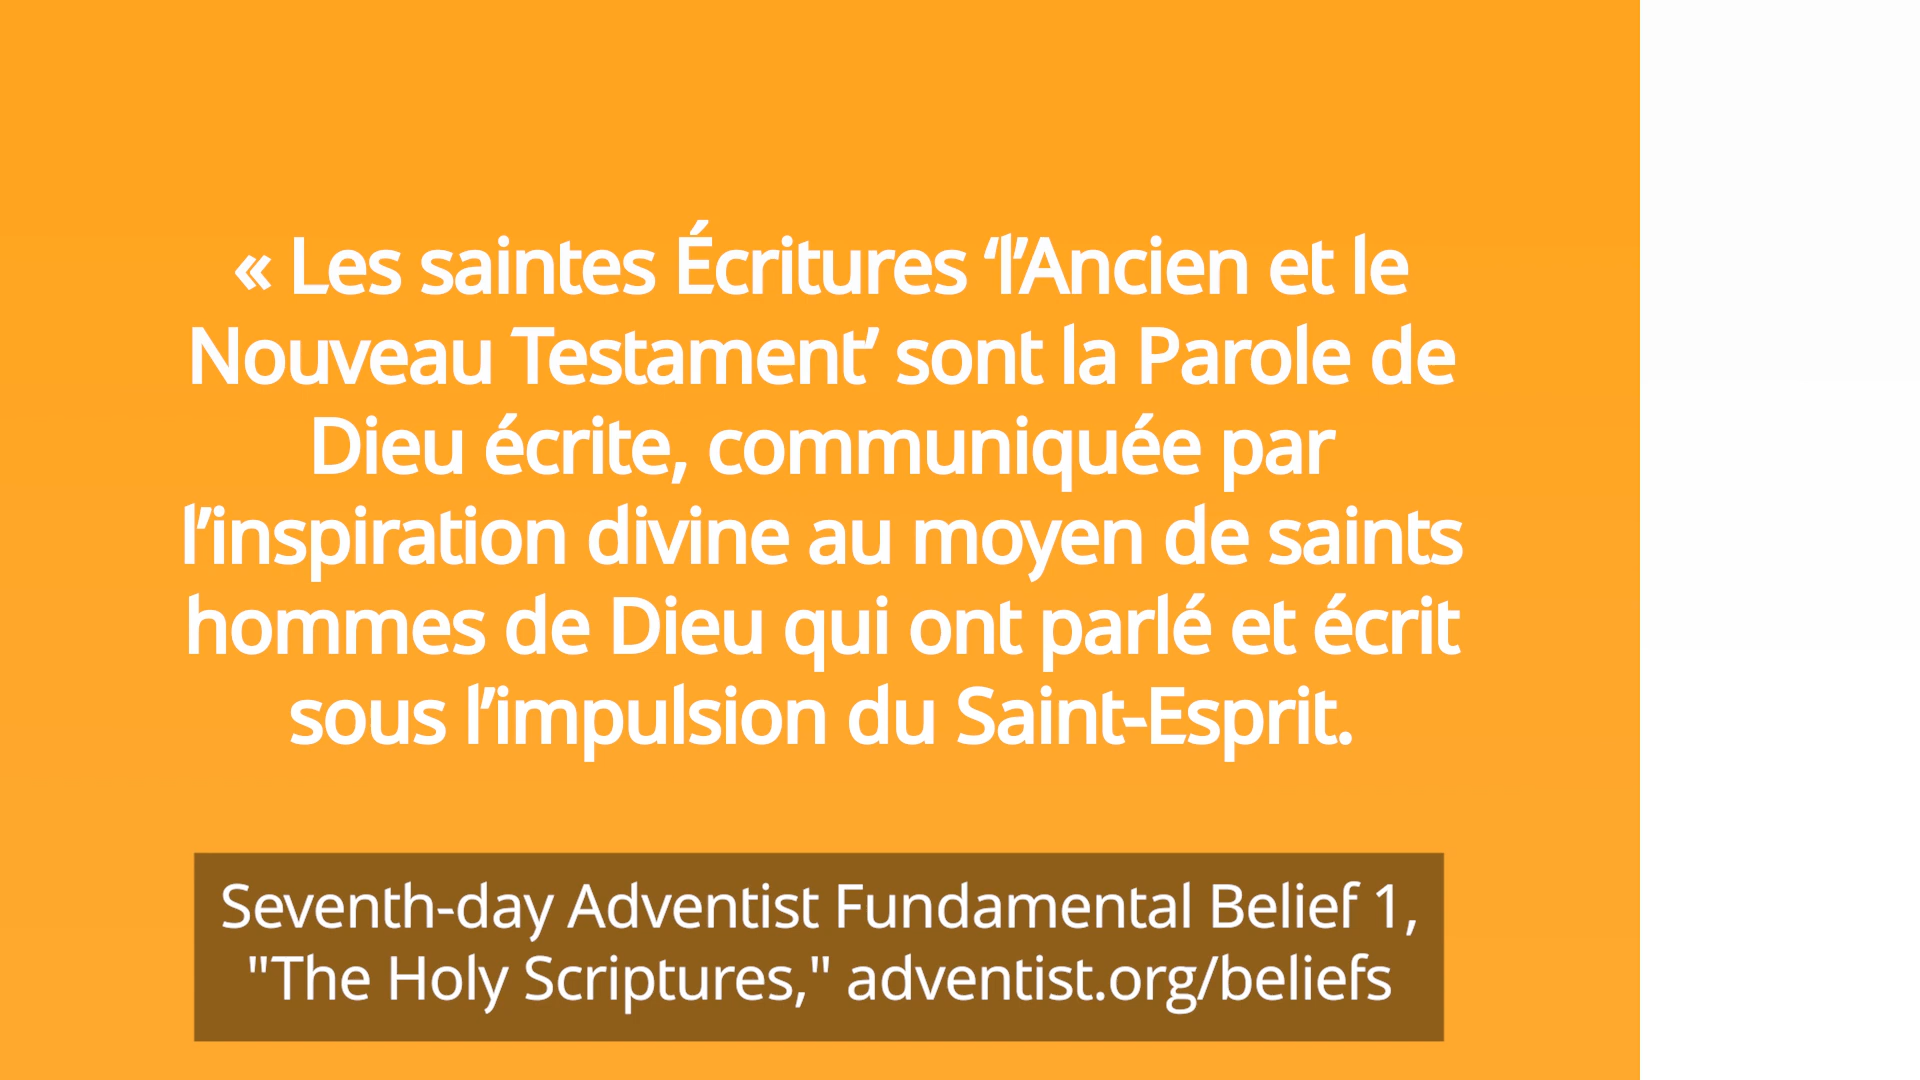 « Les saintes Écritures ‘l’Ancien et le
Nouveau Testament’ sont la Parole de
Dieu écrite, communiquée par
l’inspiration divine au moyen de saints
hommes de Dieu qui ont parlé et écrit
sous l’impulsion du Saint-Esprit.
Seventh-day Adventist Fundamental Belief 1,
"The Holy Scriptures," adventist.org/beliefs